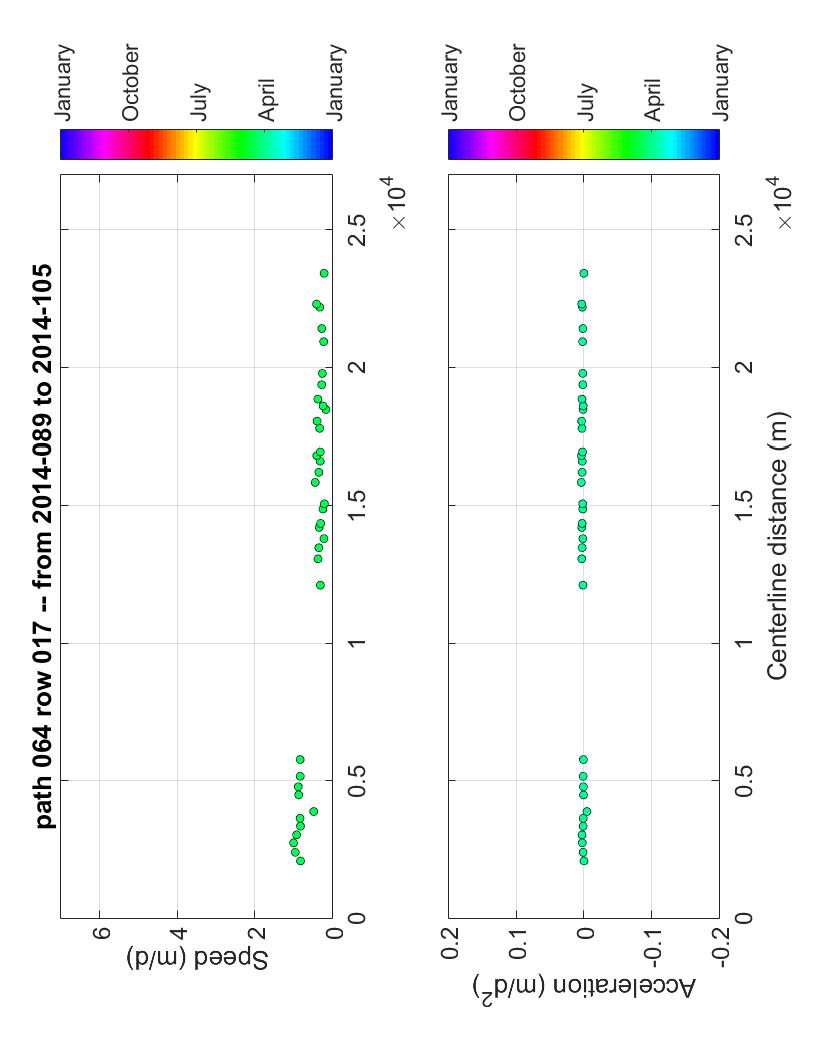 path 064 row 017 -- from 2014-089 to 2014-105
Speed (m/d)
6
4
2
0
0
0.5
1
1.5
2
2.5
×10^4
January
October
July
April
January
Acceleration (m/d^2)
0.2
0.1
0
-0.1
-0.2
0
0.5
1
1.5
2
2.5
×10^4
Centerline distance (m)
January
October
July
April
January